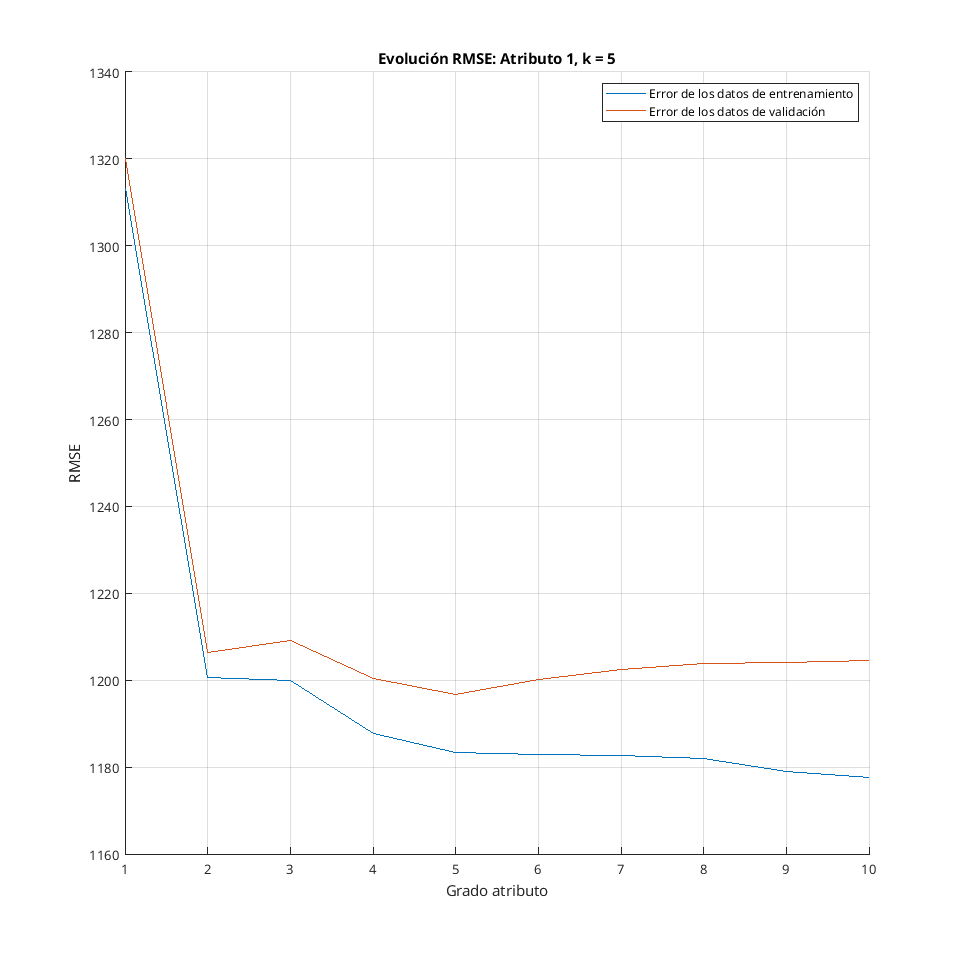 Evolución RMSE: Atributo 1, k = 5
Error de los datos de entrenamiento
Error de los datos de validación
1340
1320
1300
1280
1260
1240
1220
1200
1180
1160
RMSE
1 2 3 4 5 6 7 8 9 10
Grado atributo